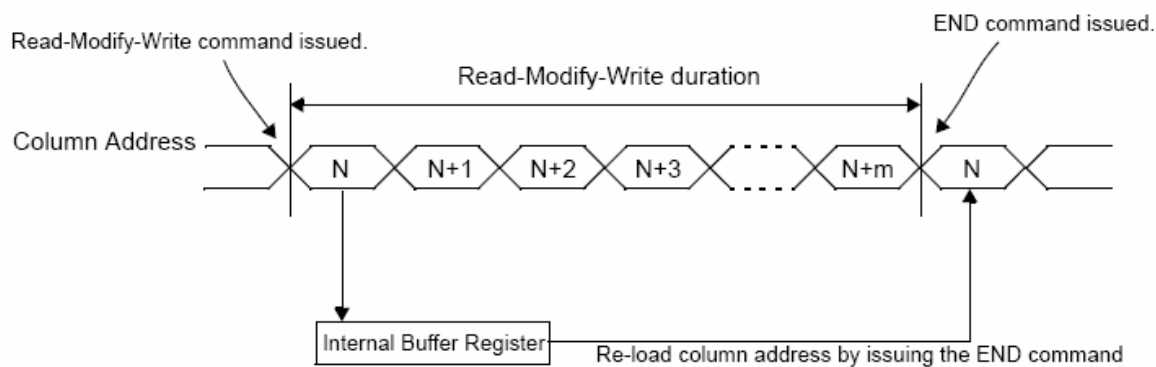 END command issued.
Read-Modify-Write command issued.
Read-Modify-Write duration
Column Address
N
N+1
N+2
N+3
N+m
N
Internal Buffer Register
Re-load column address by issuing the END command